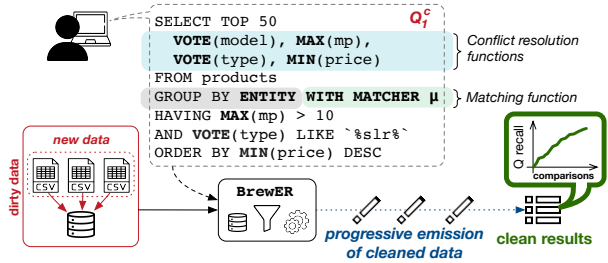 Q₁ᶜ
SELECT TOP 50
VOTE(model), MAX(mp),
VOTE(type), MIN(price)
Conflict resolution
functions
FROM products
GROUP BY ENTITY WITH MATCHER μ
Matching function
HAVING MAX(mp) > 10
AND VOTE(type) LIKE `%slr%`
ORDER BY MIN(price) DESC
dirty data
new data
CSV
CSV
CSV
BrewER
progressive emission
of cleaned data
Q recall
comparisons
clean results